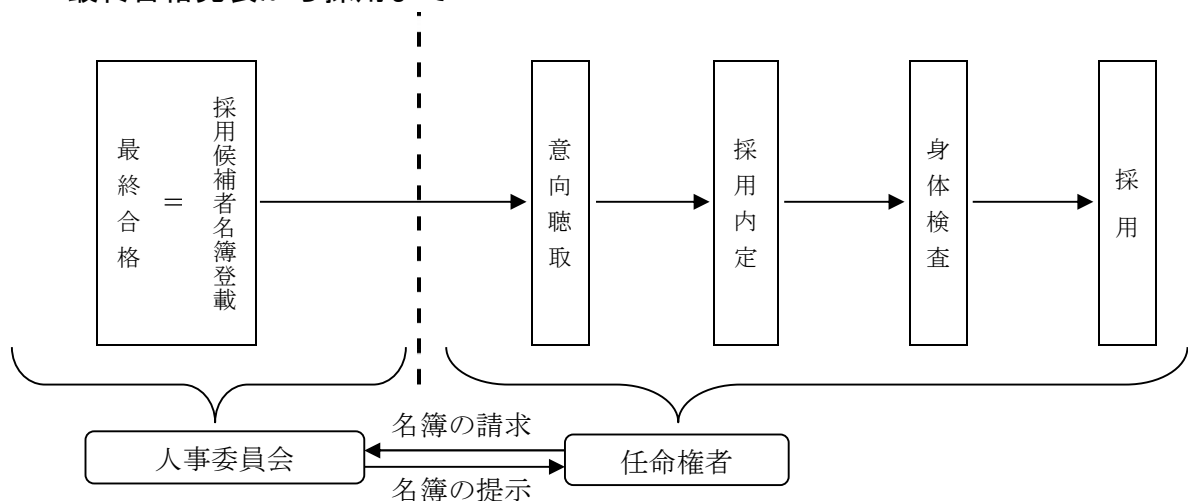 最終合格
=
採用候補者名簿登載
意向聴取
採用内定
身体検査
採用
名簿の請求
人事委員会
任命権者
名簿の提示